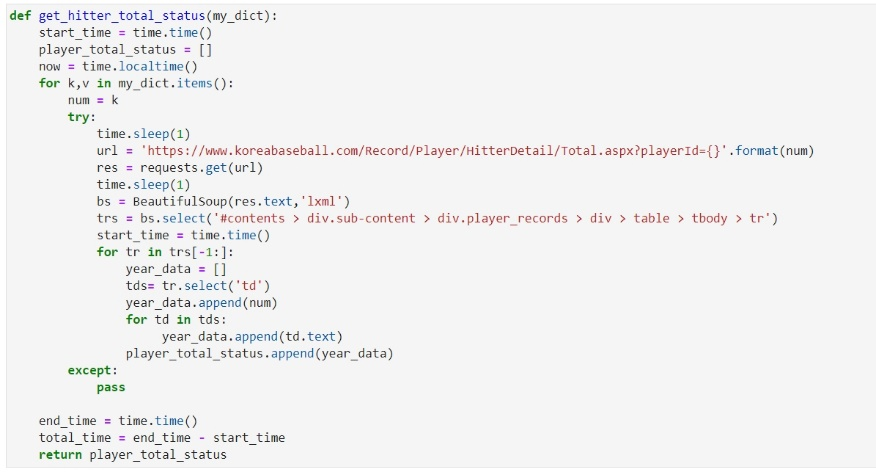 def get_hitter_total_status(my_dict):
    start_time = time.time()
    player_total_status = []
    now = time.localtime()
    for k,v in my_dict.items():
        num = k
        try:
            time.sleep(1)
            url = 'https://www.koreabaseball.com/Record/Player/HitterDetail/Total.aspx?playerId={}'.format(num)
            res = requests.get(url)
            time.sleep(1)
            bs = BeautifulSoup(res.text,'lxml')
            trs = bs.select('#contents > div.sub-content > div.player_records > div > table > tbody > tr')
            start_time = time.time()
            for tr in trs[-1:]:
                year_data = []
                tds= tr.select('td')
                year_data.append(num)
                for td in tds:
                    year_data.append(td.text)
                player_total_status.append(year_data)
        except:
            pass

    end_time = time.time()
    total_time = end_time - start_time
    return player_total_status